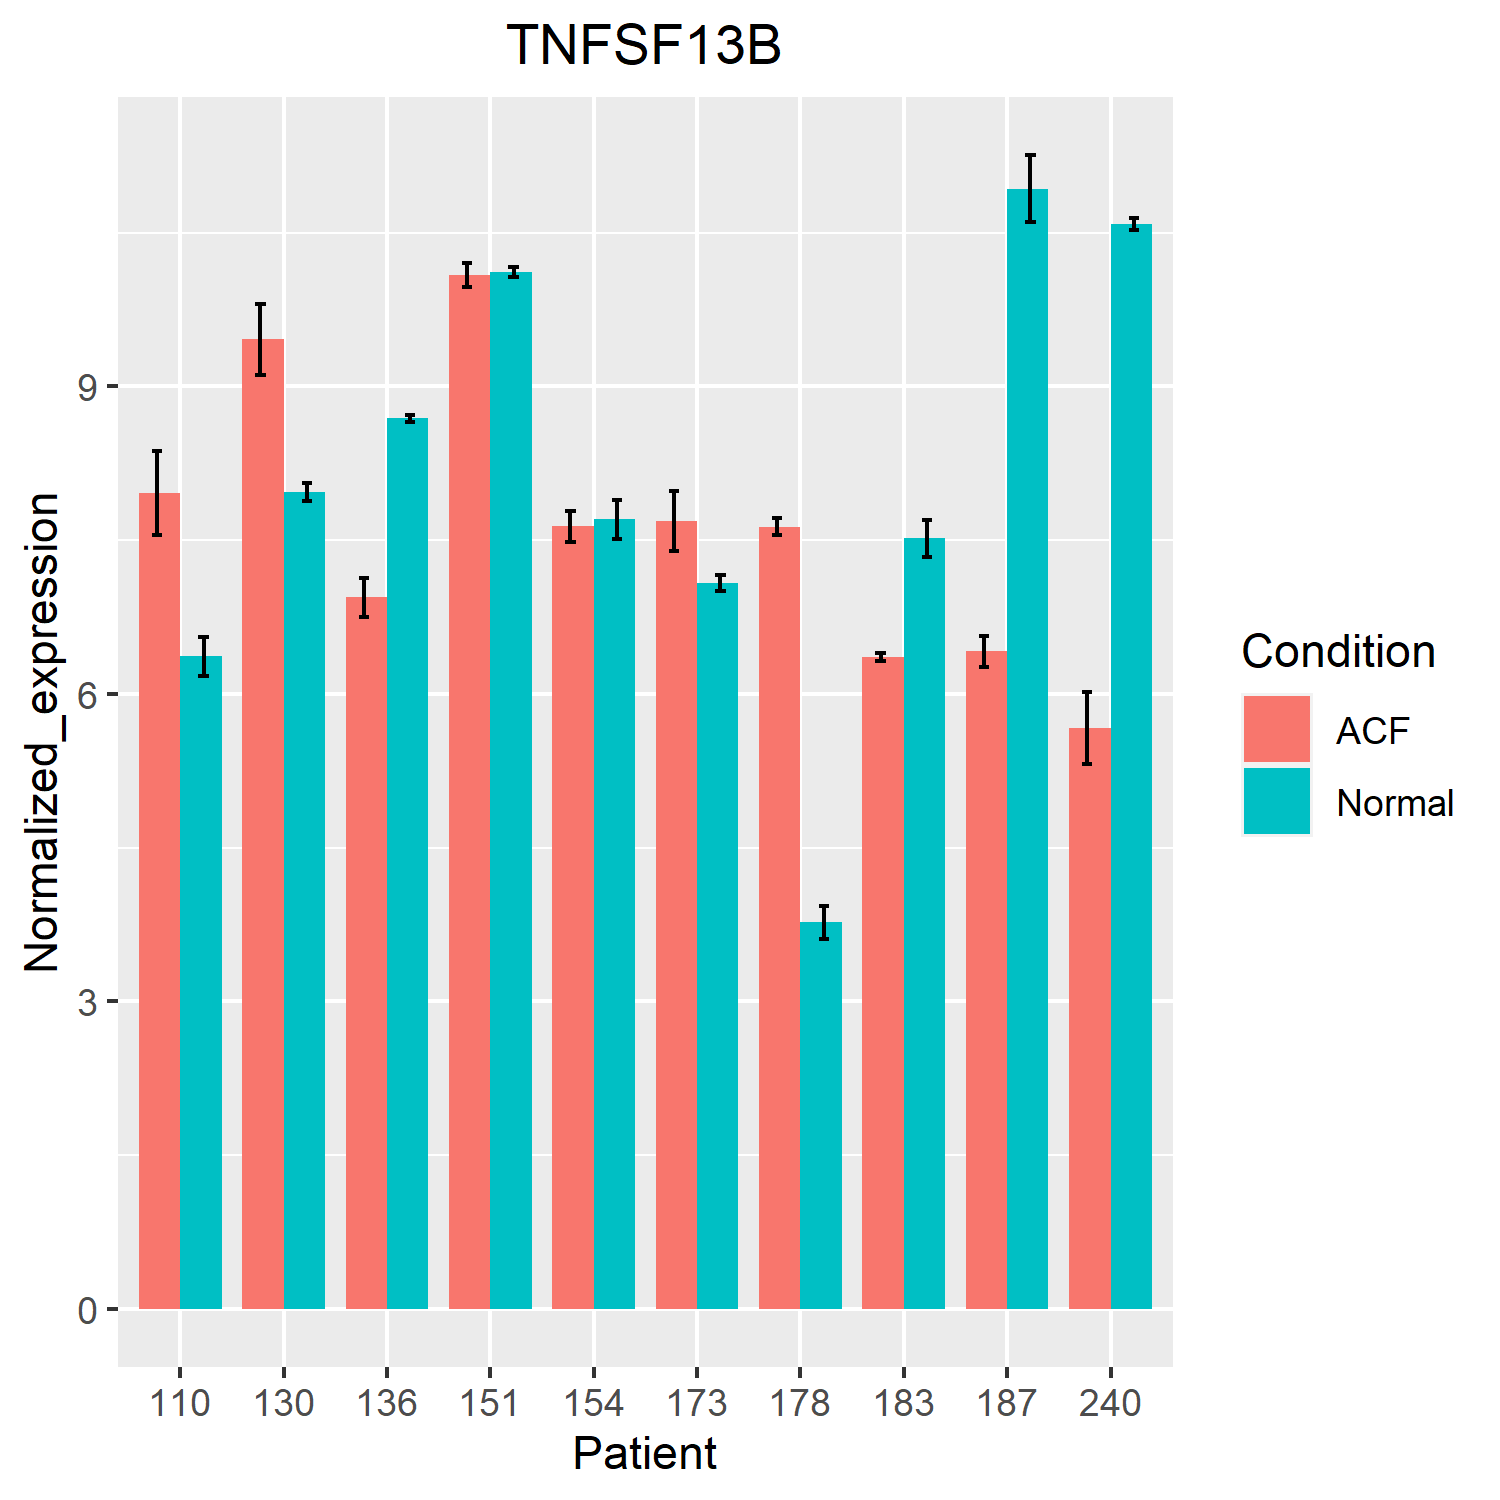 TNFSF13B
Normalized_expression
9
6
3
0
110 130 136 151 154 173 178 183 187 240
Patient
Condition
ACF
Normal